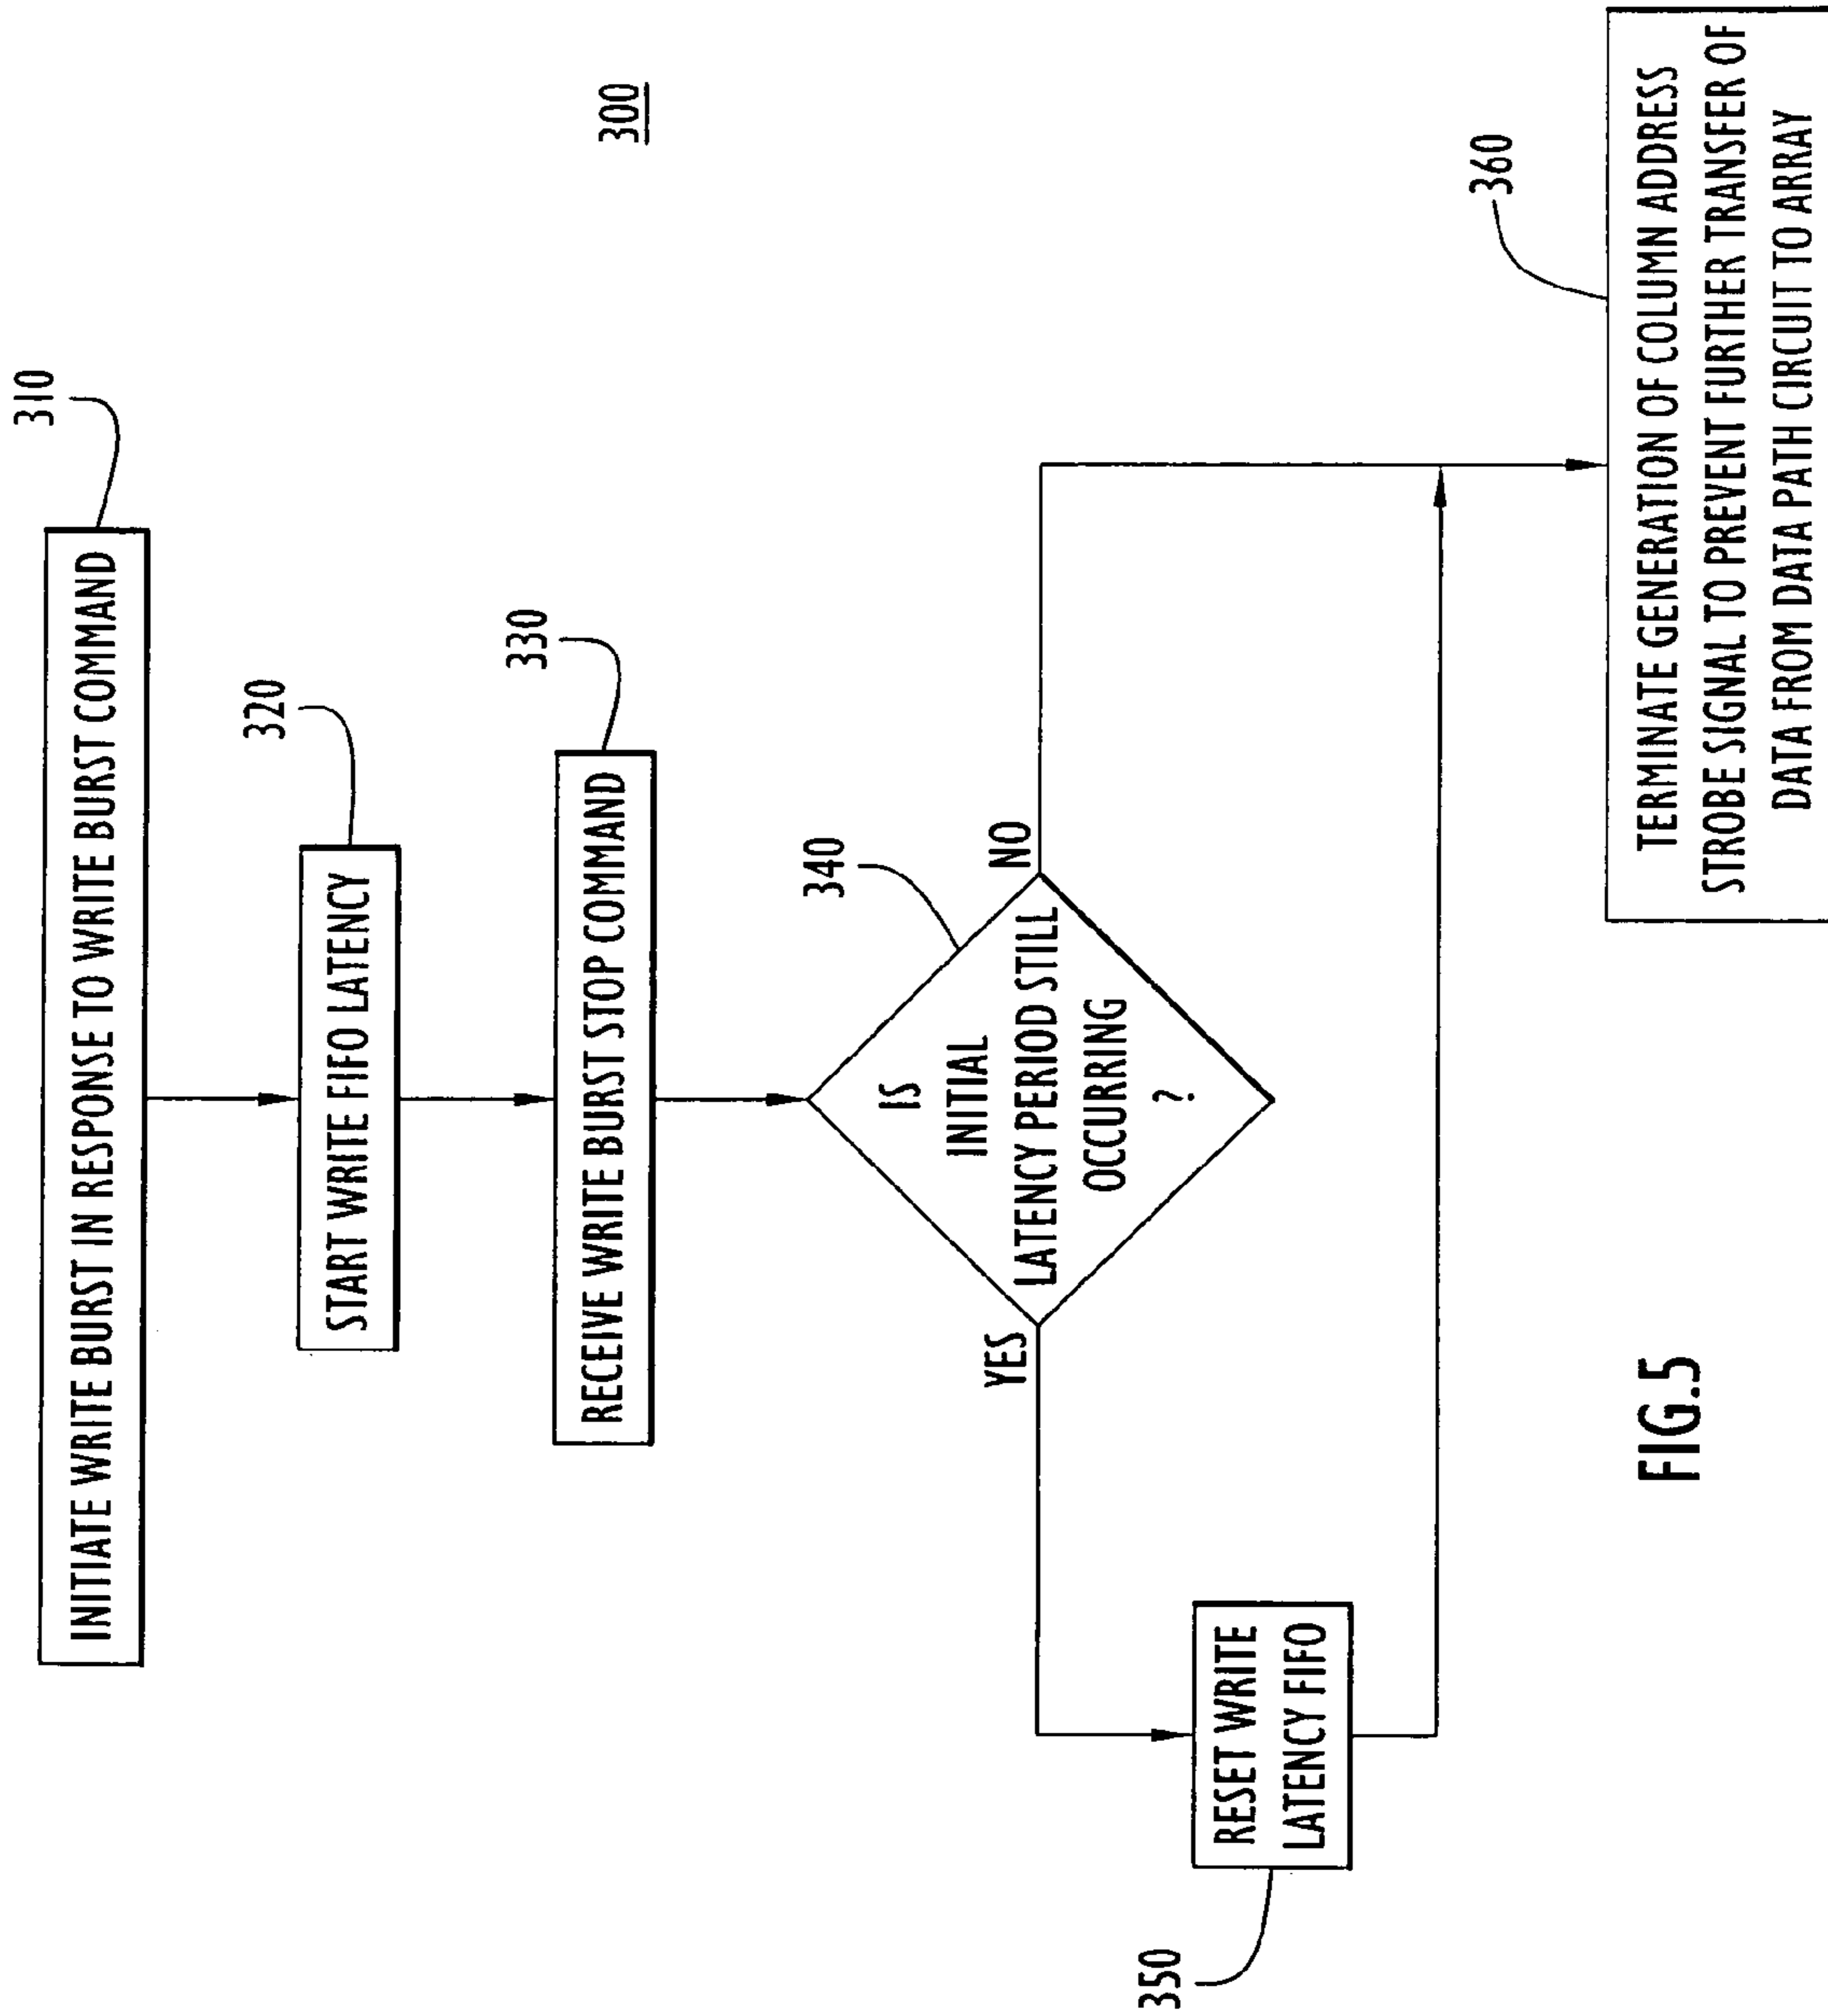 300
310
INITIATE WRITE BURST IN RESPONSE TO WRITE BURST COMMAND
320
START WRITE FIFO LATENCY
330
RECEIVE WRITE BURST STOP COMMAND
340
IS
INITIAL
LATENCY PERIOD STILL
OCCURRING
?
YES
NO
350
RESET WRITE
LATENCY FIFO
360
TERMINATE GENERATION OF COLUMN ADDRESS
STROBE SIGNAL TO PREVENT FURTHER TRANSFER OF
DATA FROM DATA PATH CIRCUIT TO ARRAY
FIG.5